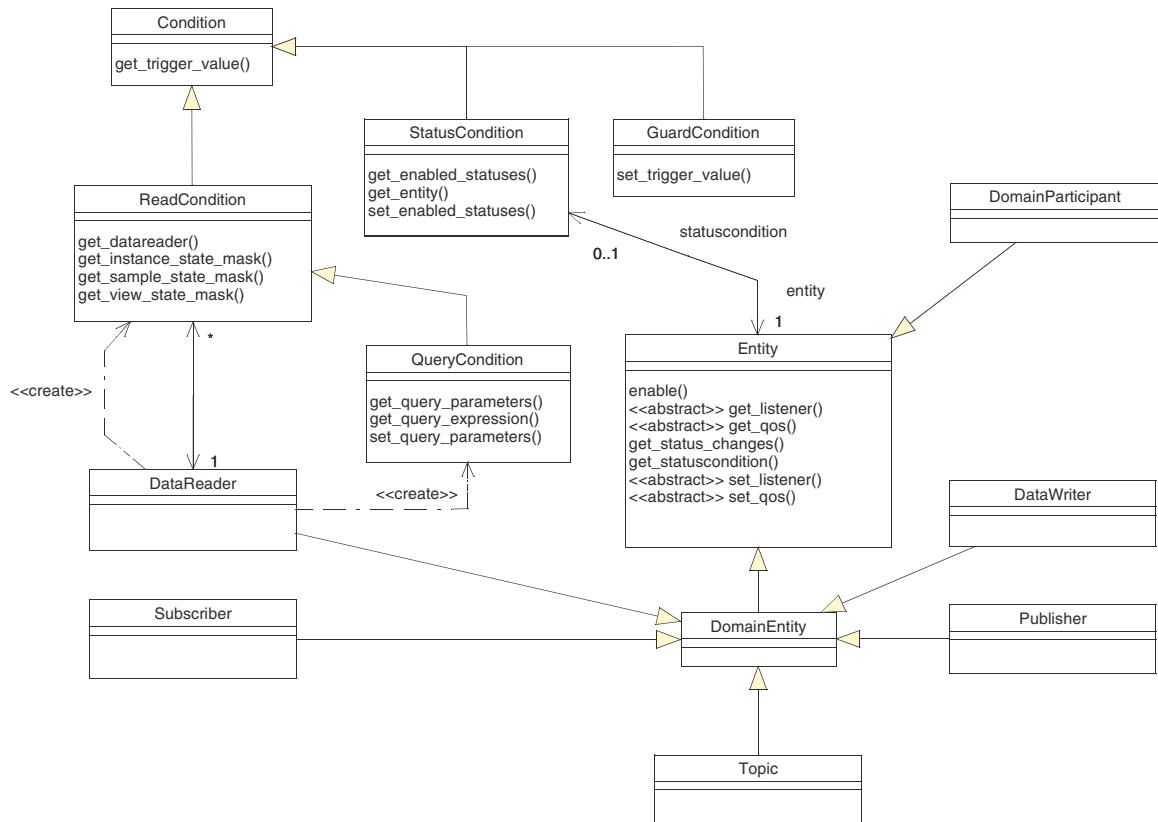 Condition
get_trigger_value()
StatusCondition
get_enabled_statuses()
get_entity()
set_enabled_statuses()
GuardCondition
set_trigger_value()
ReadCondition
get_datareader()
get_instance_state_mask()
get_sample_state_mask()
get_view_state_mask()
DomainParticipant
statuscondition
0..1
entity
1
*
<<create>>
QueryCondition
get_query_parameters()
get_query_expression()
set_query_parameters()
Entity
enable()
<<abstract>> get_listener()
<<abstract>> get_qos()
get_status_changes()
get_statuscondition()
<<abstract>> set_listener()
<<abstract>> set_qos()
1
DataReader
<<create>>
DataWriter
Subscriber
DomainEntity
Publisher
Topic